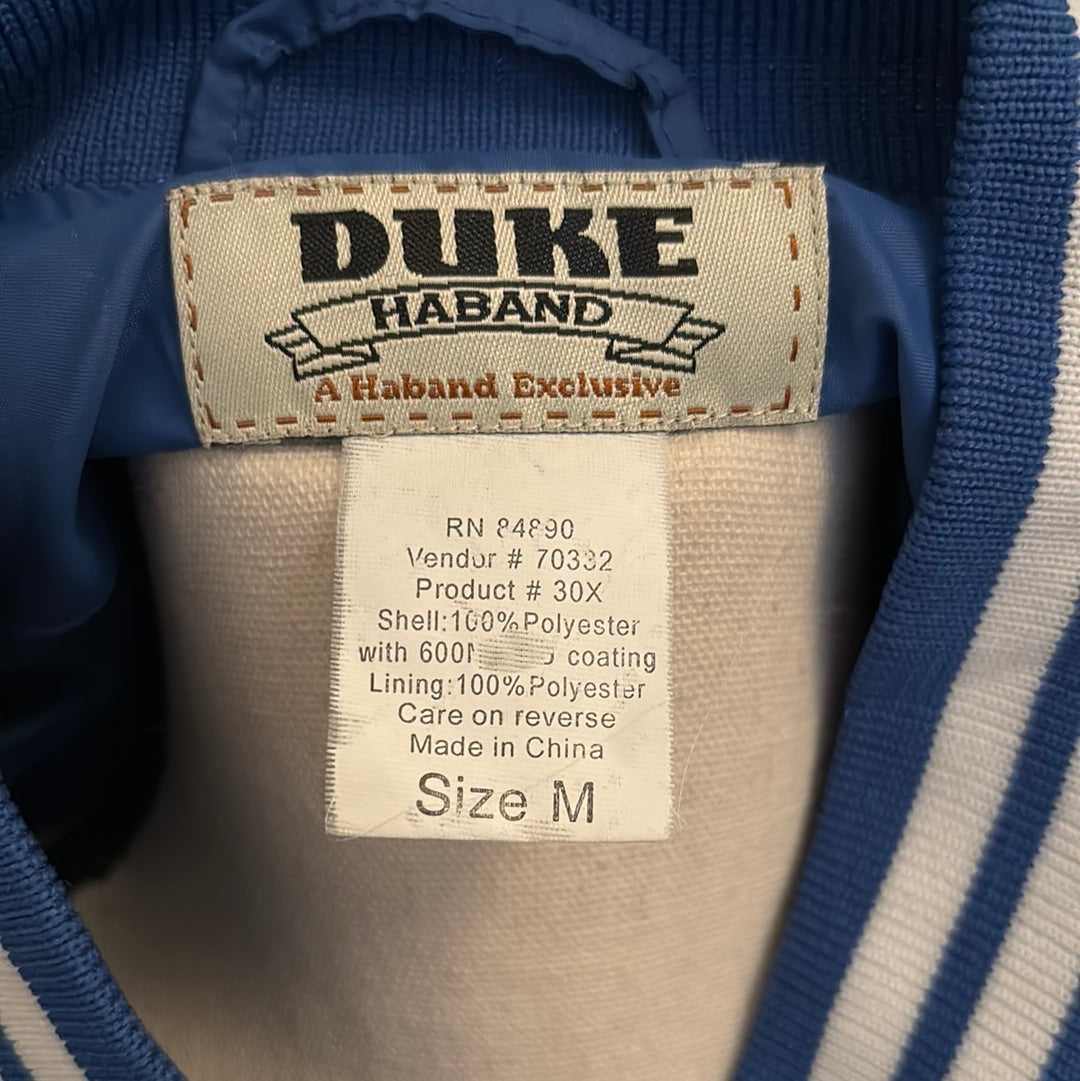 DUKE
HABAND
A Haband Exclusive
RN 84890
Vendor # 70332
Product # 30X
Shell:100%Polyester
with coating
Lining:100%Polyester
Care on reverse
Made in China
Size M